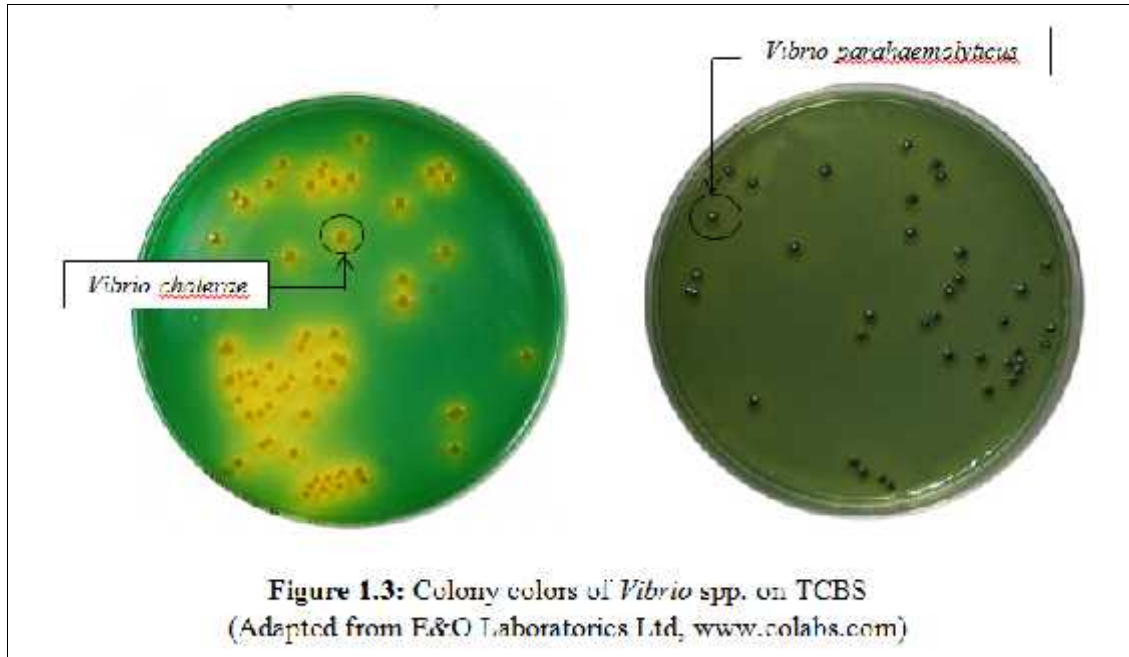 Vibrio parahaemolyticus
Vibrio cholerae
Figure 1.3: Colony colors of Vibrio spp. on TCBS
(Adapted from E&O Laboratories Ltd, www.eolabs.com)